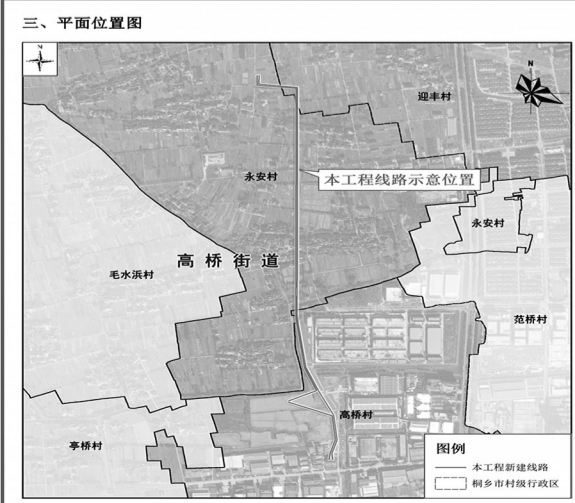 三、平面位置图
N
迎丰村
永安村
本工程线路示意位置
永安村
高桥街道
毛水浜村
范桥村
高桥村
亭桥村
图例
本工程新建线路
桐乡市村级行政区